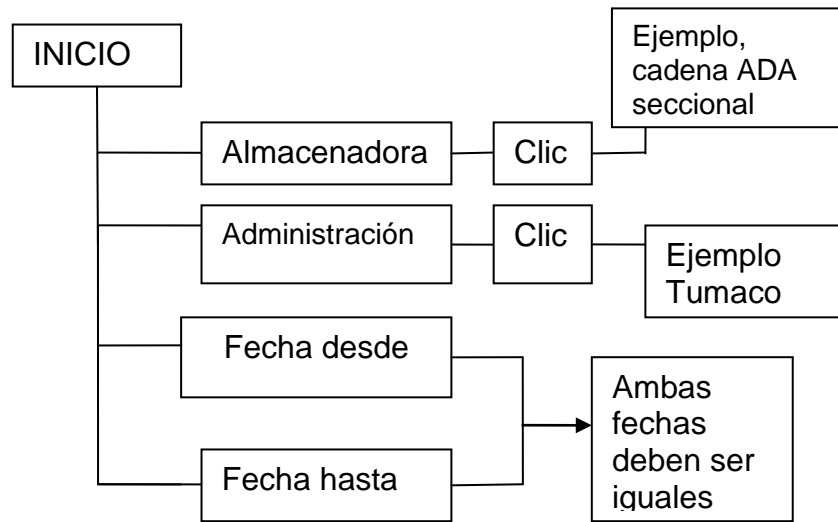 INICIO
Ejemplo,
cadena ADA
seccional
Almacenadora
Clic
Administración
Clic
Ejemplo
Tumaco
Fecha desde
Fecha hasta
Ambas
fechas
deben ser
iguales